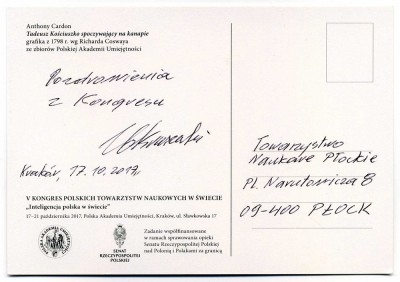 Anthony Cardon
Tadeusz Kościuszko spoczywający na kanapie
grafika z 1798 r. wg Richarda Coswaya
ze zbiorów Polskiej Akademii Umiejętności
Pozdrowienia
z Kongresu
Kraków, 17.10.2017
V KONGRES POLSKICH TOWARZYSTW NAUKOWYCH W ŚWIECIE
„Inteligencja polska w świecie”
17–21 października 2017, Polska Akademia Umiejętności, Kraków, ul. Sławkowska 17
POLSKA AKADEMIA UMIEJĘTNOŚCI
SENAT
RZECZYPOSPOLITEJ
POLSKIEJ
Zadanie współfinansowane
w ramach sprawowania opieki
Senatu Rzeczypospolitej Polskiej
nad Polonią i Polakami za granicą
Towarzystwo
Naukowe Płockie
Pl. Narutowicza 8
09-400 PŁOCK